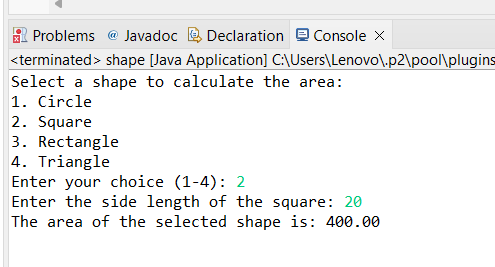 Problems @ Javadoc Declaration Console
<terminated> shape [Java Application] C:\Users\Lenovo\.p2\pool\plugins
Select a shape to calculate the area:
1. Circle
2. Square
3. Rectangle
4. Triangle
Enter your choice (1-4): 2
Enter the side length of the square: 20
The area of the selected shape is: 400.00